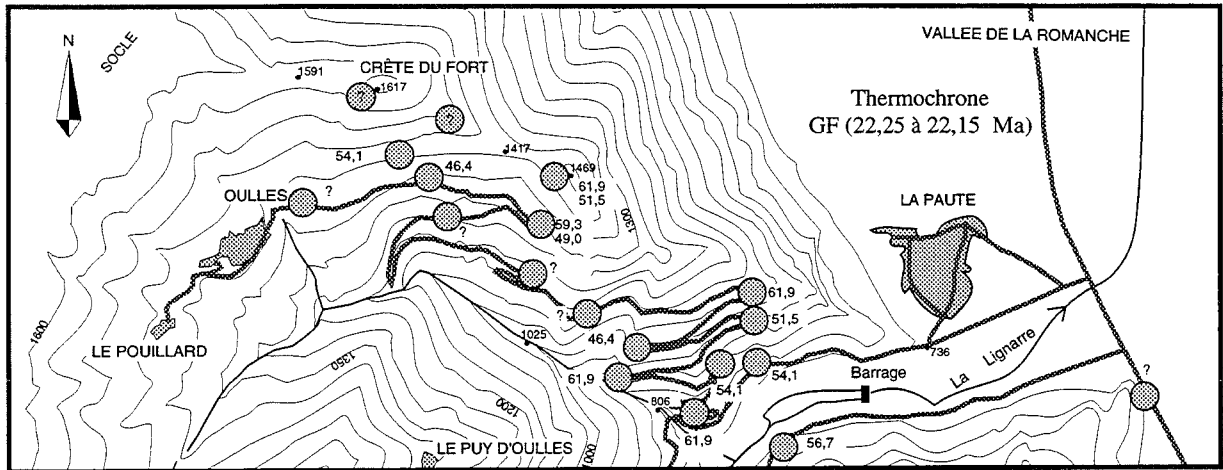 N
SOCLE
1591
CRÊTE DU FORT
1617
?
?
VALLEE DE LA ROMANCHE
Thermochrone
GF (22,25 à 22,15 Ma)
54,1
1417
46,4
1469
61,9
51,5
OULLES
?
LA PAUTE
59,3
49,0
?
1300
?
61,9
?
51,5
1600
LE POUILLARD
1025
46,4
736
1350
61,9
54,1
54,1
Barrage
La Lignarre
?
1200
806
61,9
LE PUY D'OULLES
1000
56,7